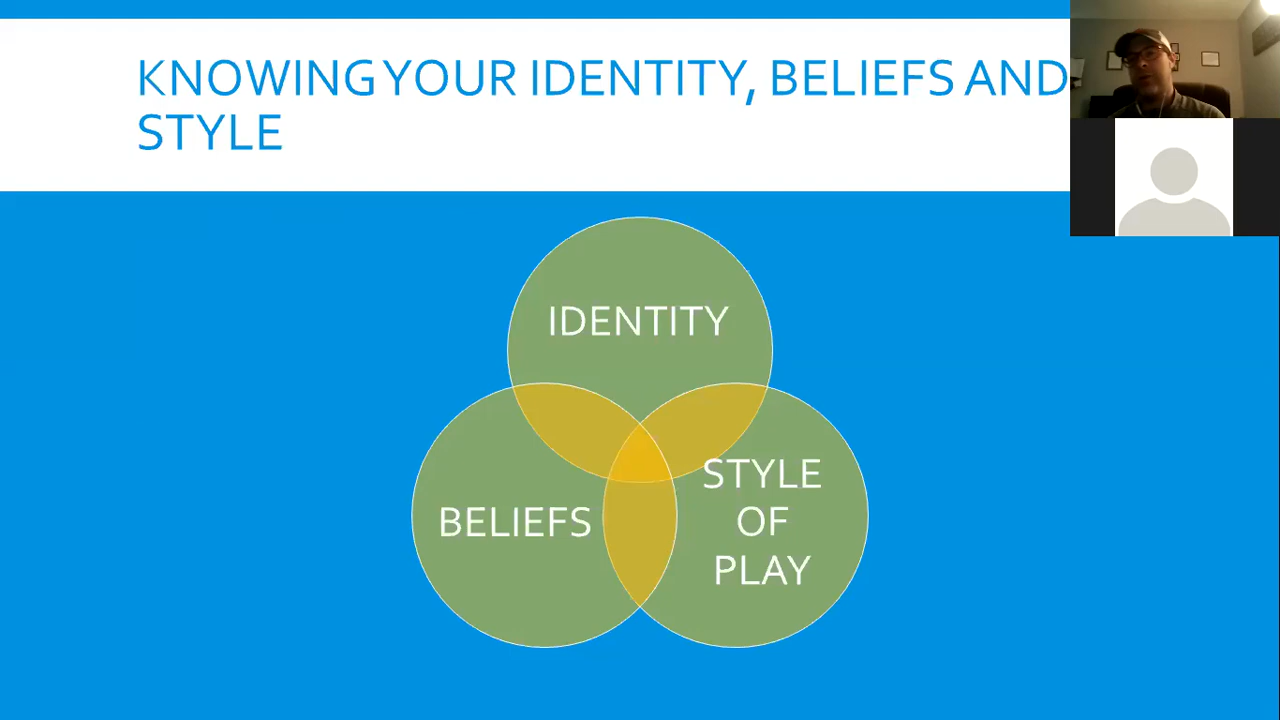 KNOWING YOUR IDENTITY, BELIEFS AND
STYLE
IDENTITY
BELIEFS
STYLE
OF
PLAY